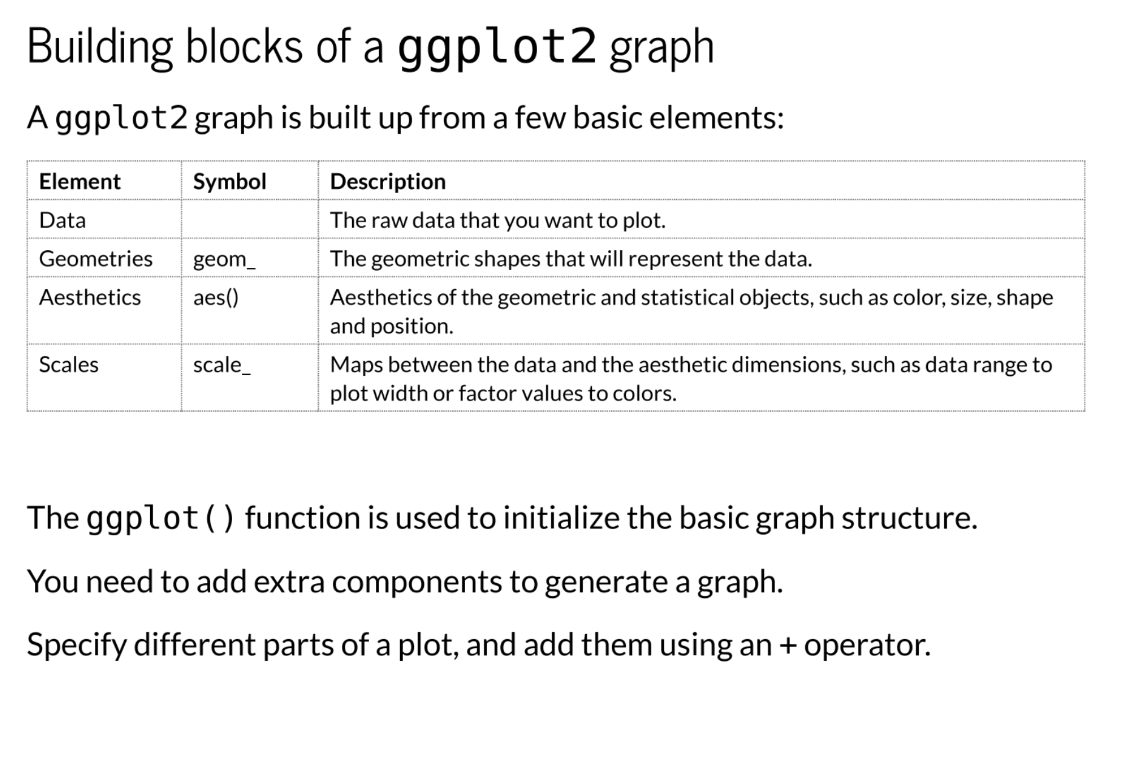 Building blocks of a ggplot2 graph
A ggplot2 graph is built up from a few basic elements:
Element Symbol Description
Data The raw data that you want to plot.
Geometries geom_ The geometric shapes that will represent the data.
Aesthetics aes() Aesthetics of the geometric and statistical objects, such as color, size, shape
and position.
Scales scale_ Maps between the data and the aesthetic dimensions, such as data range to
plot width or factor values to colors.
The ggplot() function is used to initialize the basic graph structure.
You need to add extra components to generate a graph.
Specify different parts of a plot, and add them using an + operator.